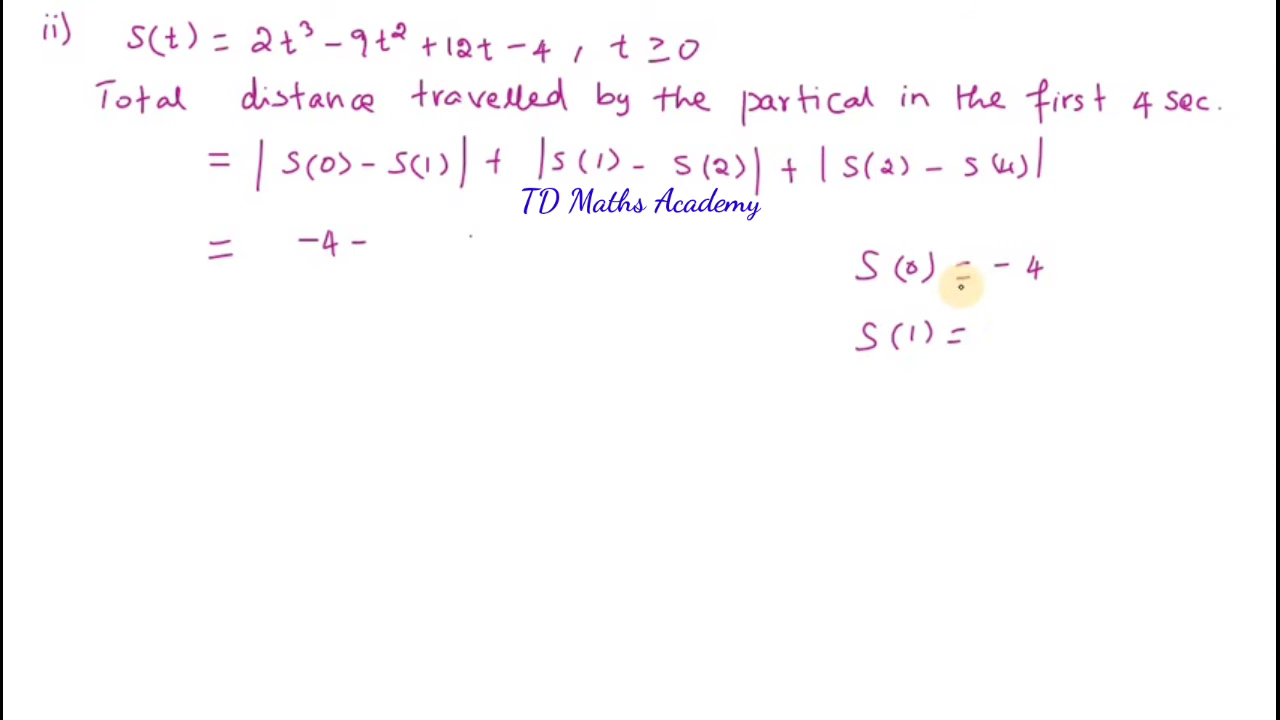 ii) S(t) = 2t³ - 9t² + 12t - 4 , t ≥ 0
Total distance travelled by the partical in the first 4 sec.
= | S(0) - S(1) | + | S(1) - S(2) | + | S(2) - S(4) |
TD Maths Academy
= -4 -
S(0) = -4
S(1) =